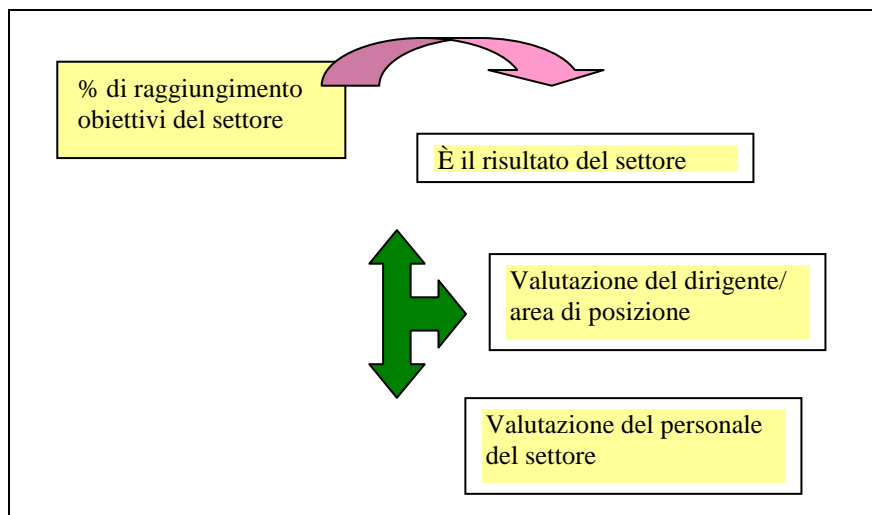 % di raggiungimento
obiettivi del settore
È il risultato del settore
Valutazione del dirigente/
area di posizione
Valutazione del personale
del settore